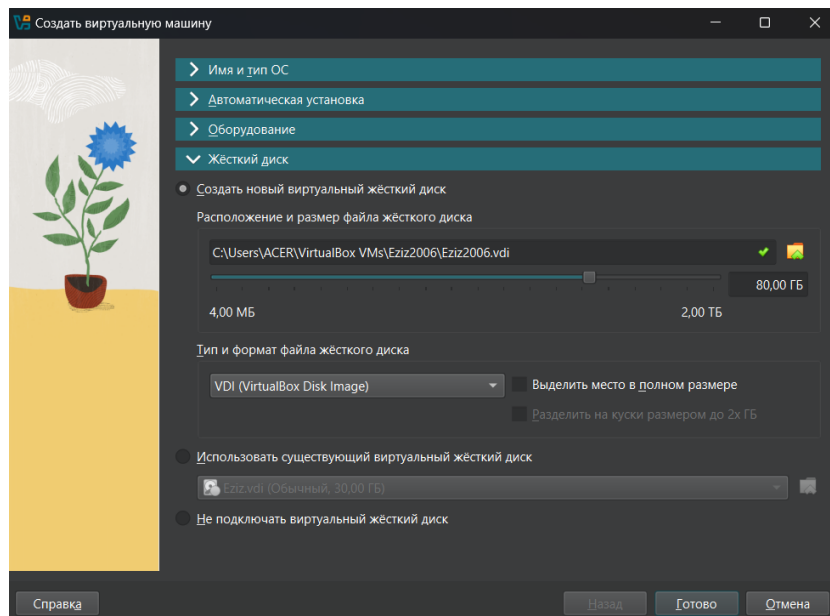 Создать виртуальную машину
Имя и тип ОС
Автоматическая установка
Оборудование
Жёсткий диск
Создать новый виртуальный жёсткий диск
Расположение и размер файла жёсткого диска
C:\Users\ACER\VirtualBox VMs\Eziz2006\Eziz2006.vdi
80,00 ГБ
4,00 МБ 2,00 ТБ
Тип и формат файла жёсткого диска
VDI (VirtualBox Disk Image) Выделить место в полном размере
Разделить на куски размером до 2х ГБ
Использовать существующий виртуальный жёсткий диск
Eziz.vdi (Обычный, 30,00 ГБ)
Не подключать виртуальный жёсткий диск
Справка Назад Готово Отмена